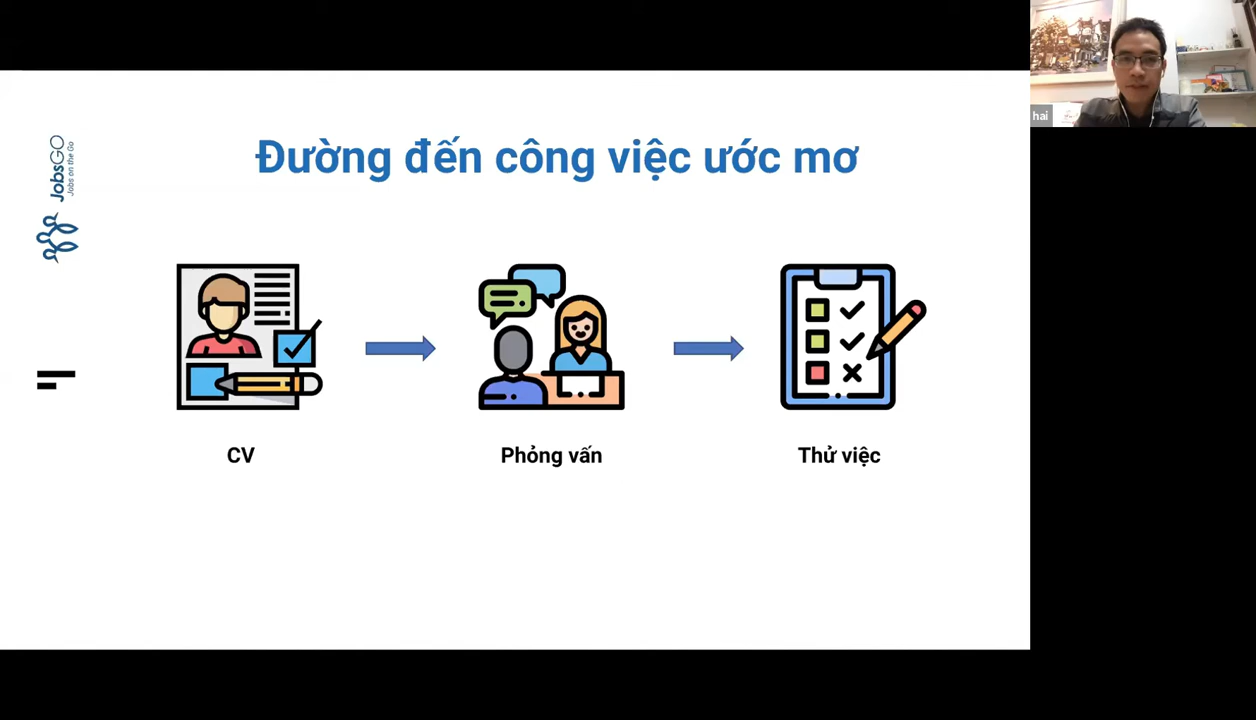 Đường đến công việc ước mơ
JobsGO
Jobs on the Go
CV
Phỏng vấn
Thử việc
hai